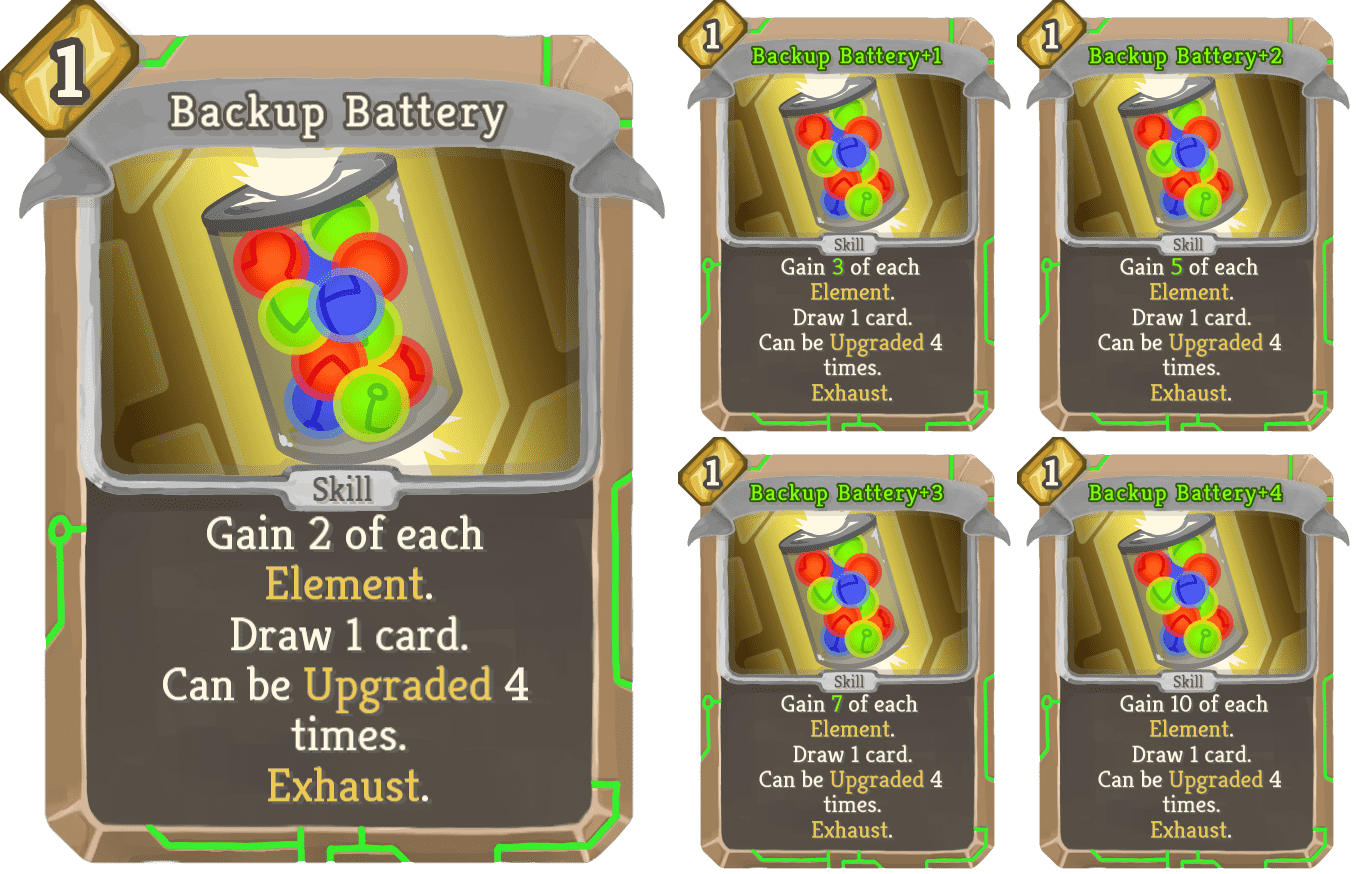 1
Backup Battery
Skill
Gain 2 of each
Element.
Draw 1 card.
Can be Upgraded 4
times.
Exhaust.
1
Backup Battery+1
Skill
Gain 3 of each
Element.
Draw 1 card.
Can be Upgraded 4
times.
Exhaust.
1
Backup Battery+2
Skill
Gain 5 of each
Element.
Draw 1 card.
Can be Upgraded 4
times.
Exhaust.
1
Backup Battery+3
Skill
Gain 7 of each
Element.
Draw 1 card.
Can be Upgraded 4
times.
Exhaust.
1
Backup Battery+4
Skill
Gain 10 of each
Element.
Draw 1 card.
Can be Upgraded 4
times.
Exhaust.